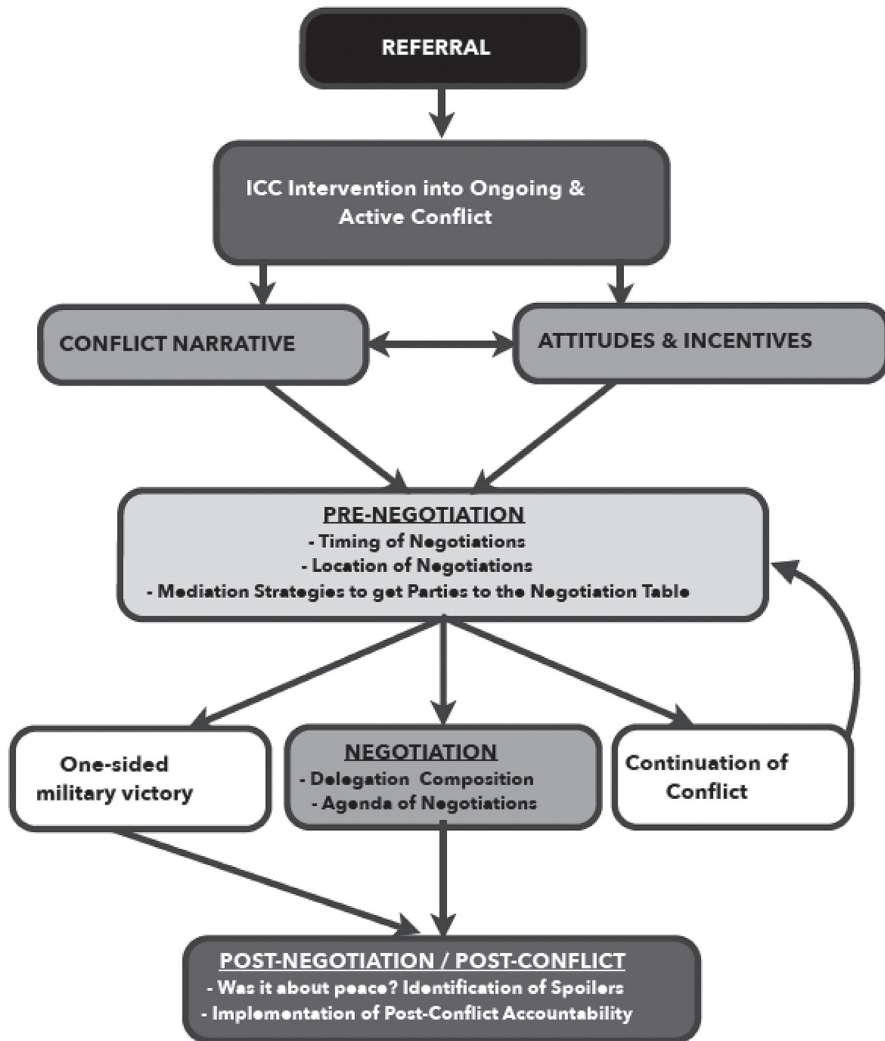 REFERRAL
ICC Intervention into Ongoing &
Active Conflict
CONFLICT NARRATIVE
ATTITUDES & INCENTIVES
PRE-NEGOTIATION
- Timing of Negotiations
- Location of Negotiations
- Mediation Strategies to get Parties to the Negotiation Table
One-sided
military victory
NEGOTIATION
- Delegation Composition
- Agenda of Negotiations
Continuation of
Conflict
POST-NEGOTIATION / POST-CONFLICT
- Was it about peace? Identification of Spoilers
- Implementation of Post-Conflict Accountability